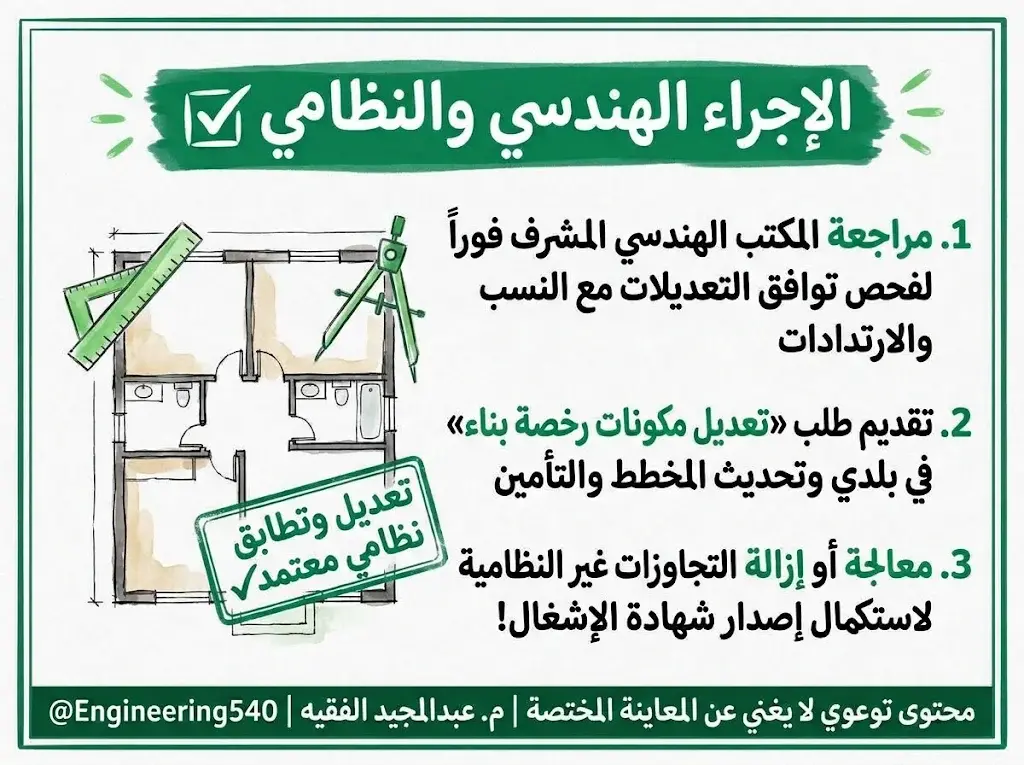 الإجراء الهندسي والنظامي
1. مراجعة المكتب الهندسي المشرف فوراً
لفحص توافق التعديلات مع النسب
والارتدادات
2. تقديم طلب «تعديل مكونات رخصة بناء»
في بلدي وتحديث المخطط والتأمين
3. معالجة أو إزالة التجاوزات غير النظامية
لاستكمال إصدار شهادة الإشغال!
تعديل وتطابق
نظامي معتمد✓
محتوى توعوي لا يغني عن المعاينة المختصة | م. عبدالمجيد الفقيه | @Engineering540